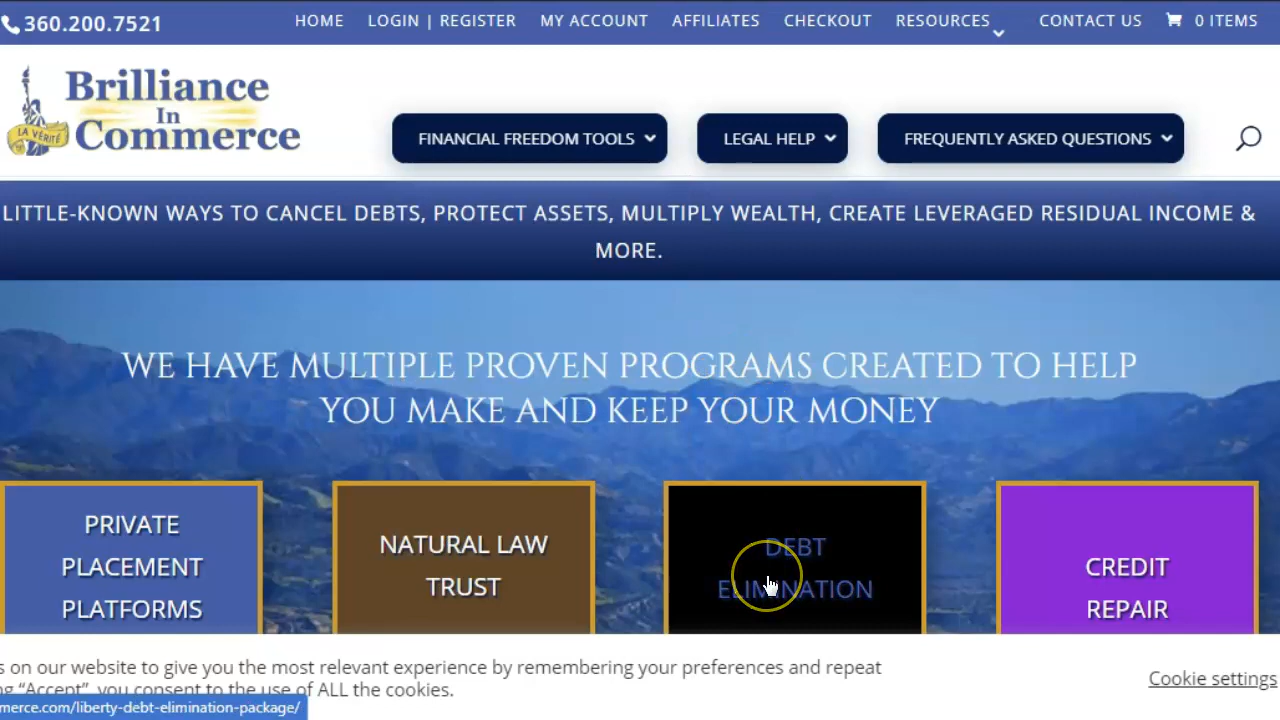 360.200.7521
HOME LOGIN | REGISTER MY ACCOUNT AFFILIATES CHECKOUT RESOURCES CONTACT US 0 ITEMS
Brilliance
In
Commerce
LA VÉRITÉ
FINANCIAL FREEDOM TOOLS LEGAL HELP FREQUENTLY ASKED QUESTIONS
LITTLE-KNOWN WAYS TO CANCEL DEBTS, PROTECT ASSETS, MULTIPLY WEALTH, CREATE LEVERAGED RESIDUAL INCOME &
MORE.
WE HAVE MULTIPLE PROVEN PROGRAMS CREATED TO HELP
YOU MAKE AND KEEP YOUR MONEY
PRIVATE
PLACEMENT
PLATFORMS
NATURAL LAW
TRUST
DEBT
ELIMINATION
CREDIT
REPAIR
s on our website to give you the most relevant experience by remembering your preferences and repeat
ng “Accept”, you consent to the use of ALL the cookies.
Cookie settings
merce.com/liberty-debt-elimination-package/